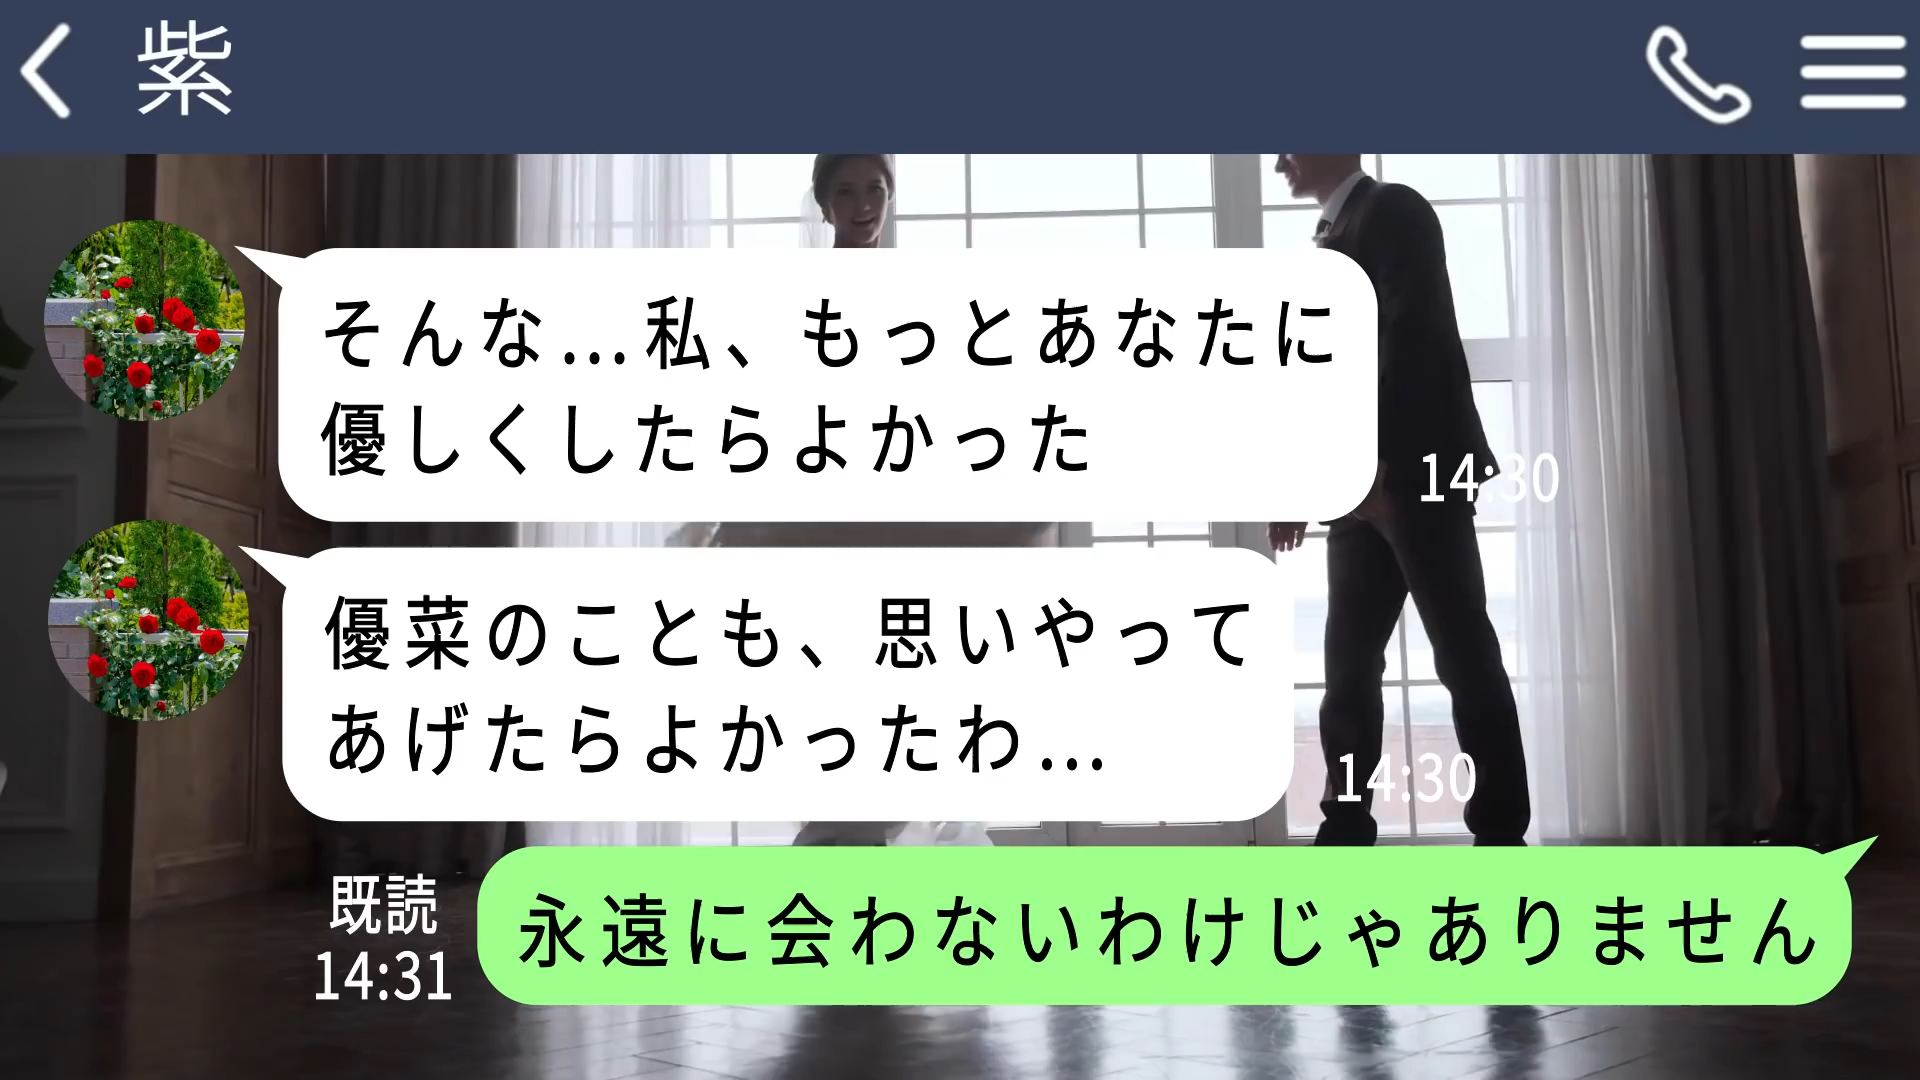 紫
そんな…私、もっとあなたに
優しくしたらよかった
14:30
優菜のことも、思いやって
あげたらよかったわ…
14:30
既読
14:31
永遠に会わないわけじゃありません